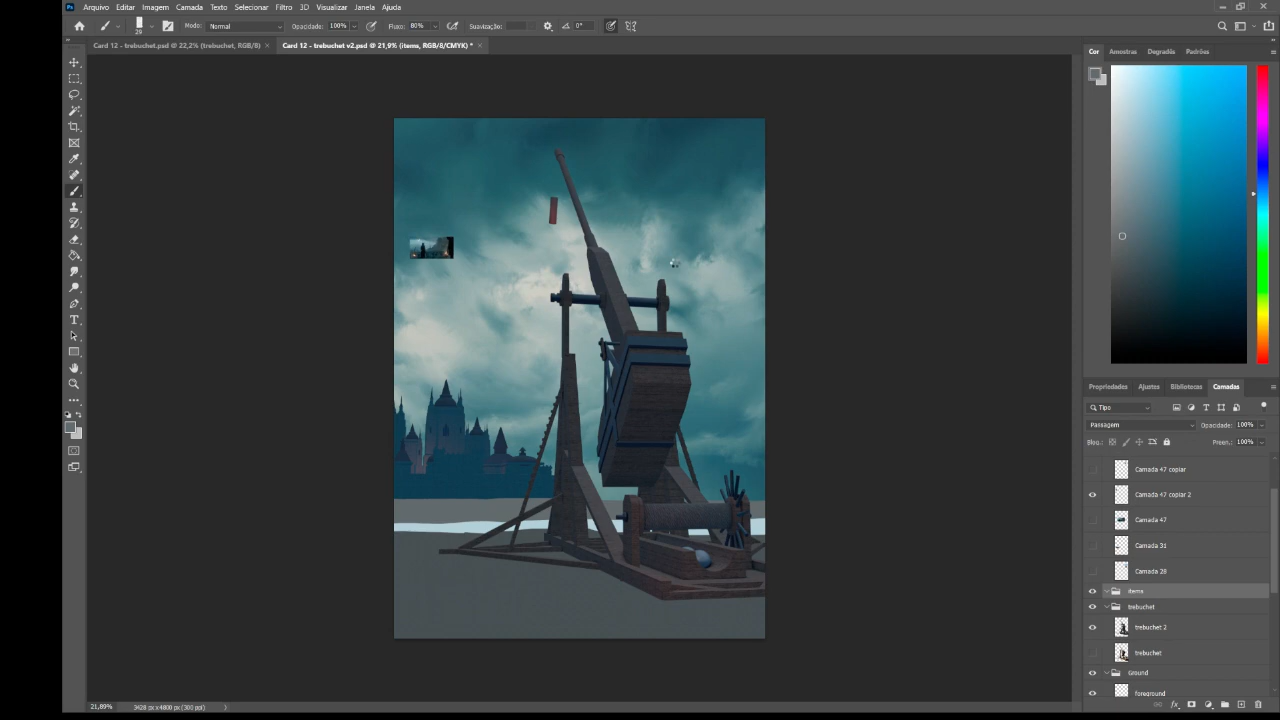 Ps Arquivo Editar Imagem Camada Texto Selecionar Filtro 3D Visualizar Janela Ajuda
29 Modo: Normal Opacidade: 100% Fluxo: 80% Suavização: 0°
Card 12 - trebuchet.psd @ 22,2% (trebuchet, RGB/8) × Card 12 - trebuchet v2.psd @ 21,9% (items, RGB/8/CMYK) * ×
Cor Amostras Degradês Padrões
Propriedades Ajustes Bibliotecas Camadas
Tipo
Passagem Opacidade: 100%
Bloq.: Preen.: 100%
Camada 47 copiar
Camada 47 copiar 2
Camada 47
Camada 31
Camada 28
items
trebuchet
trebuchet 2
trebuchet
Ground
foreground
21,89% 3428 px x 4800 px (300 ppi)
fx